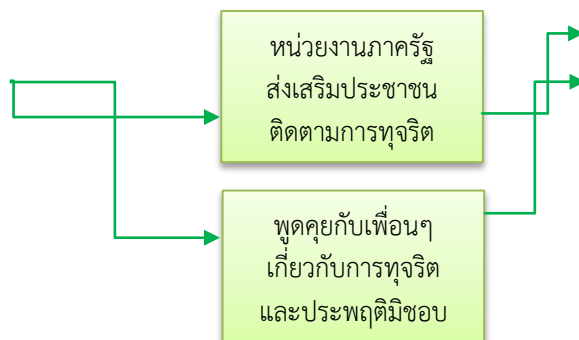 หน่วยงานภาครัฐ
ส่งเสริมประชาชน
ติดตามการทุจริต
พูดคุยกับเพื่อนๆ
เกี่ยวกับการทุจริต
และประพฤติมิชอบ